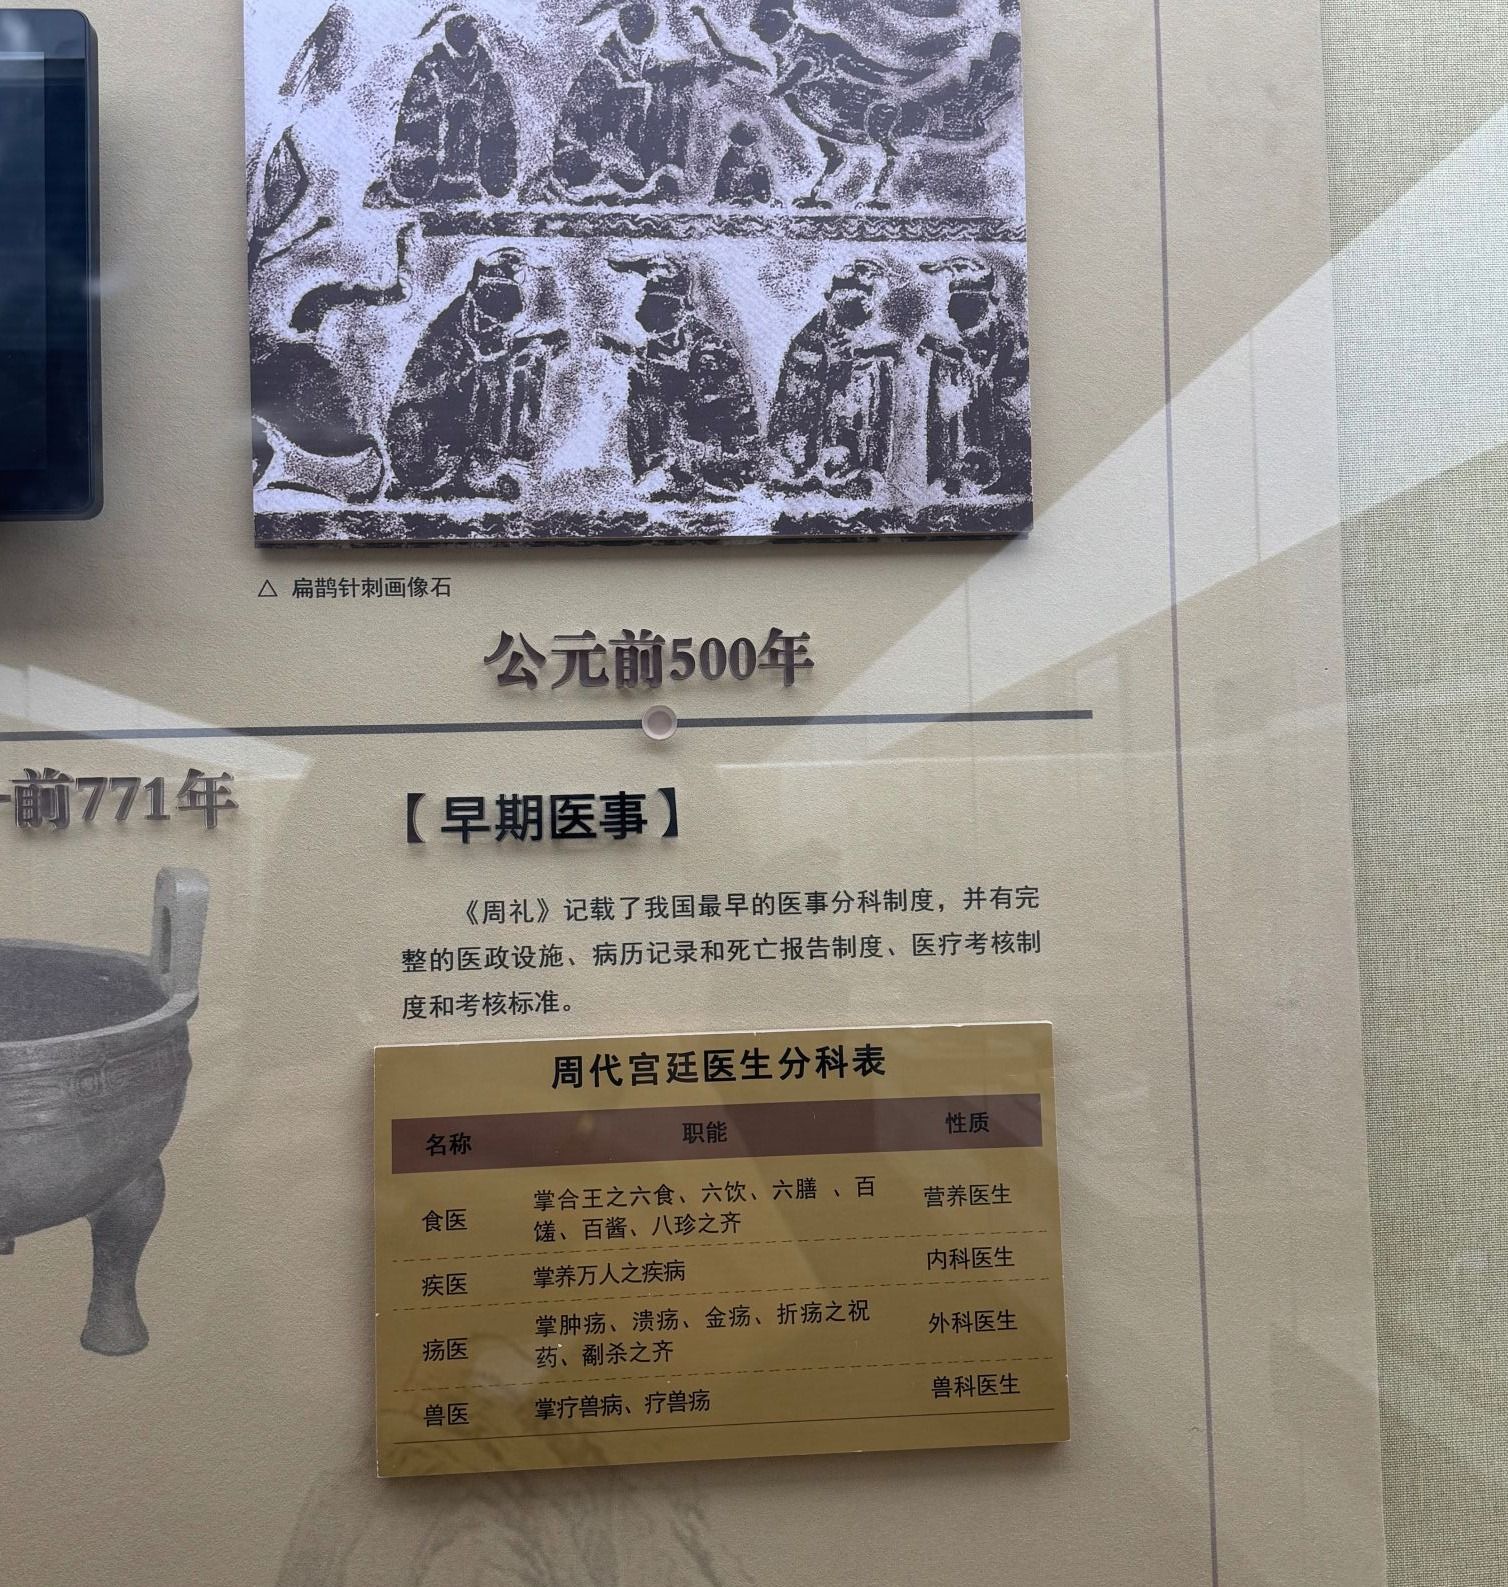 △ 扁鹊针刺画像石
公元前500年
前771年
【早期医事】
《周礼》记载了我国最早的医事分科制度，并有完
整的医政设施、病历记录和死亡报告制度、医疗考核制
度和考核标准。
周代宫廷医生分科表
名称 职能 性质
食医 掌合王之六食、六饮、六膳 、百 营养医生
馐、百酱、八珍之齐
疾医 掌养万人之疾病 内科医生
疡医 掌肿疡、溃疡、金疡、折疡之祝 外科医生
药、劀杀之齐
兽医 掌疗兽病、疗兽疡 兽科医生